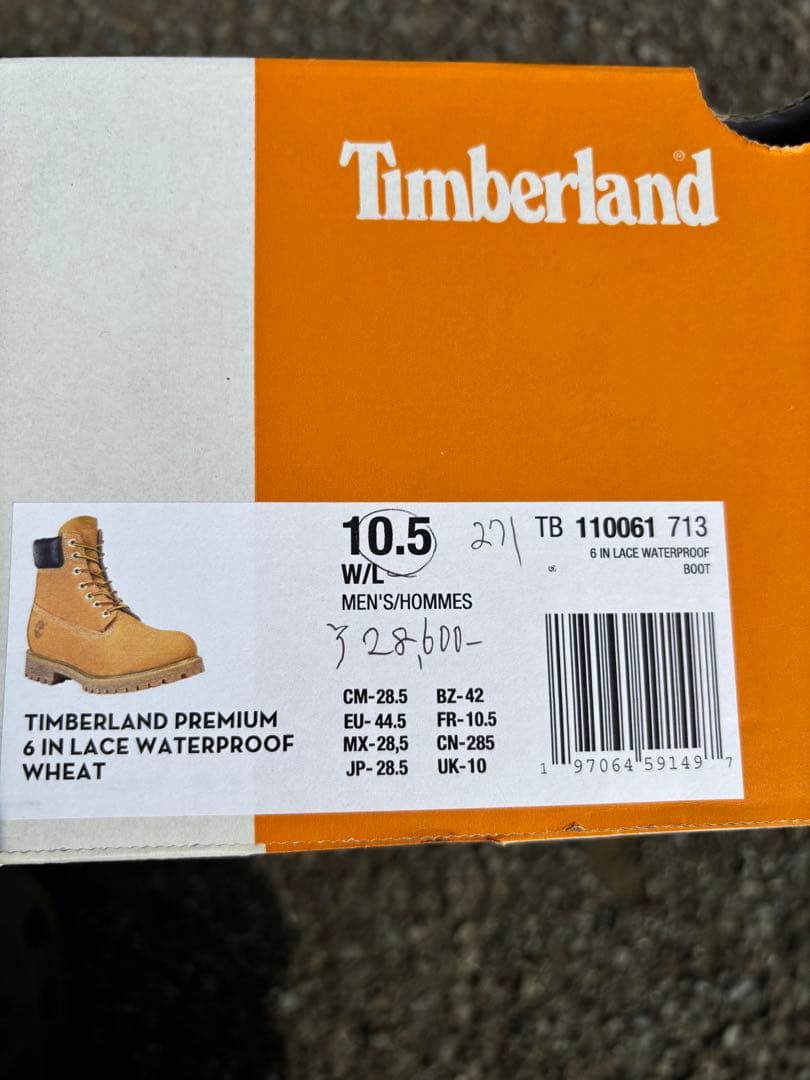 Timberland®
10.5
W/L
MEN'S/HOMMES
271
TB 110061 713
6 IN LACE WATERPROOF
BOOT
28,600-
CM-28.5 BZ-42
EU-44.5 FR-10.5
MX-28,5 CN-285
JP-28.5 UK-10
TIMBERLAND PREMIUM
6 IN LACE WATERPROOF
WHEAT
1 97064 59149 7